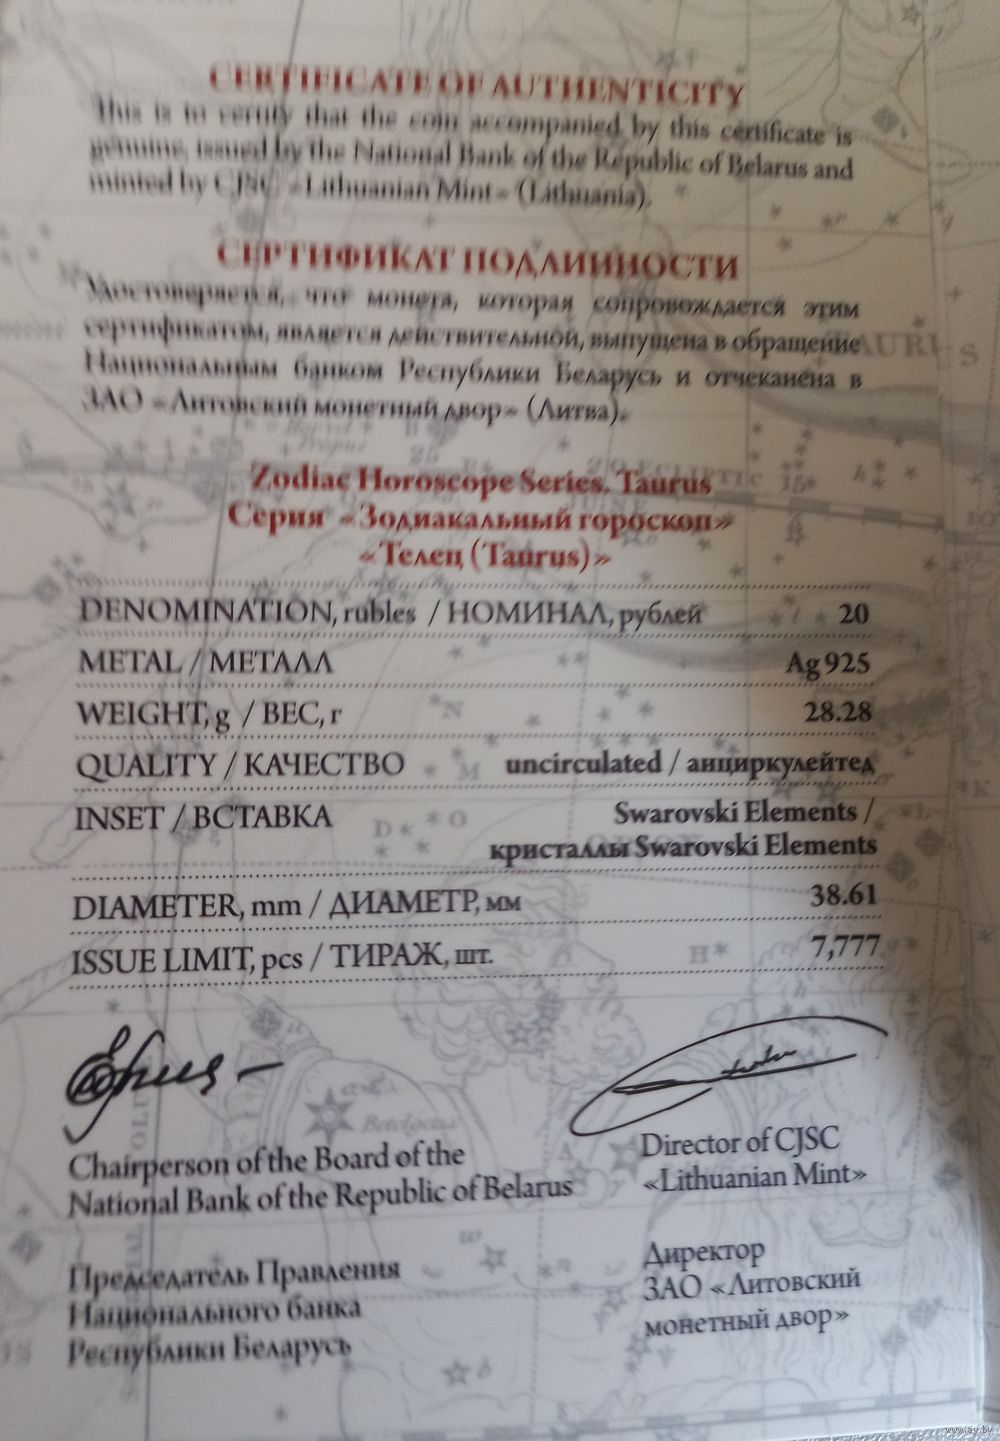 CERTIFICATE OF AUTHENTICITY
This is to certify that the coin accompanied by this certificate is
genuine, issued by the National Bank of the Republic of Belarus and
minted by CJSC «Lithuanian Mint» (Lithuania).
СЕРТИФИКАТ ПОДЛИННОСТИ
Удостоверяется, что монета, которая сопровождается этим
сертификатом, является действительной, выпущена в обращение
Национальным банком Республики Беларусь и отчеканена в
ЗАО «Литовский монетный двор» (Литва).
Zodiac Horoscope Series. Taurus
Серия «Зодиакальный гороскоп»
«Телец (Taurus)»
DENOMINATION, rubles / НОМИНАЛ, рублей 20
METAL / МЕТАЛЛ Ag 925
WEIGHT, g / ВЕС, г 28.28
QUALITY / КАЧЕСТВО uncirculated / анциркулейтед
INSET / ВСТАВКА Swarovski Elements /
кристаллы Swarovski Elements
DIAMETER, mm / ДИАМЕТР, мм 38.61
ISSUE LIMIT, pcs / ТИРАЖ, шт. 7,777
Chairperson of the Board of the
National Bank of the Republic of Belarus
Director of CJSC
«Lithuanian Mint»
Председатель Правления
Национального банка
Республики Беларусь
Директор
ЗАО «Литовский
монетный двор»
www.ay.by